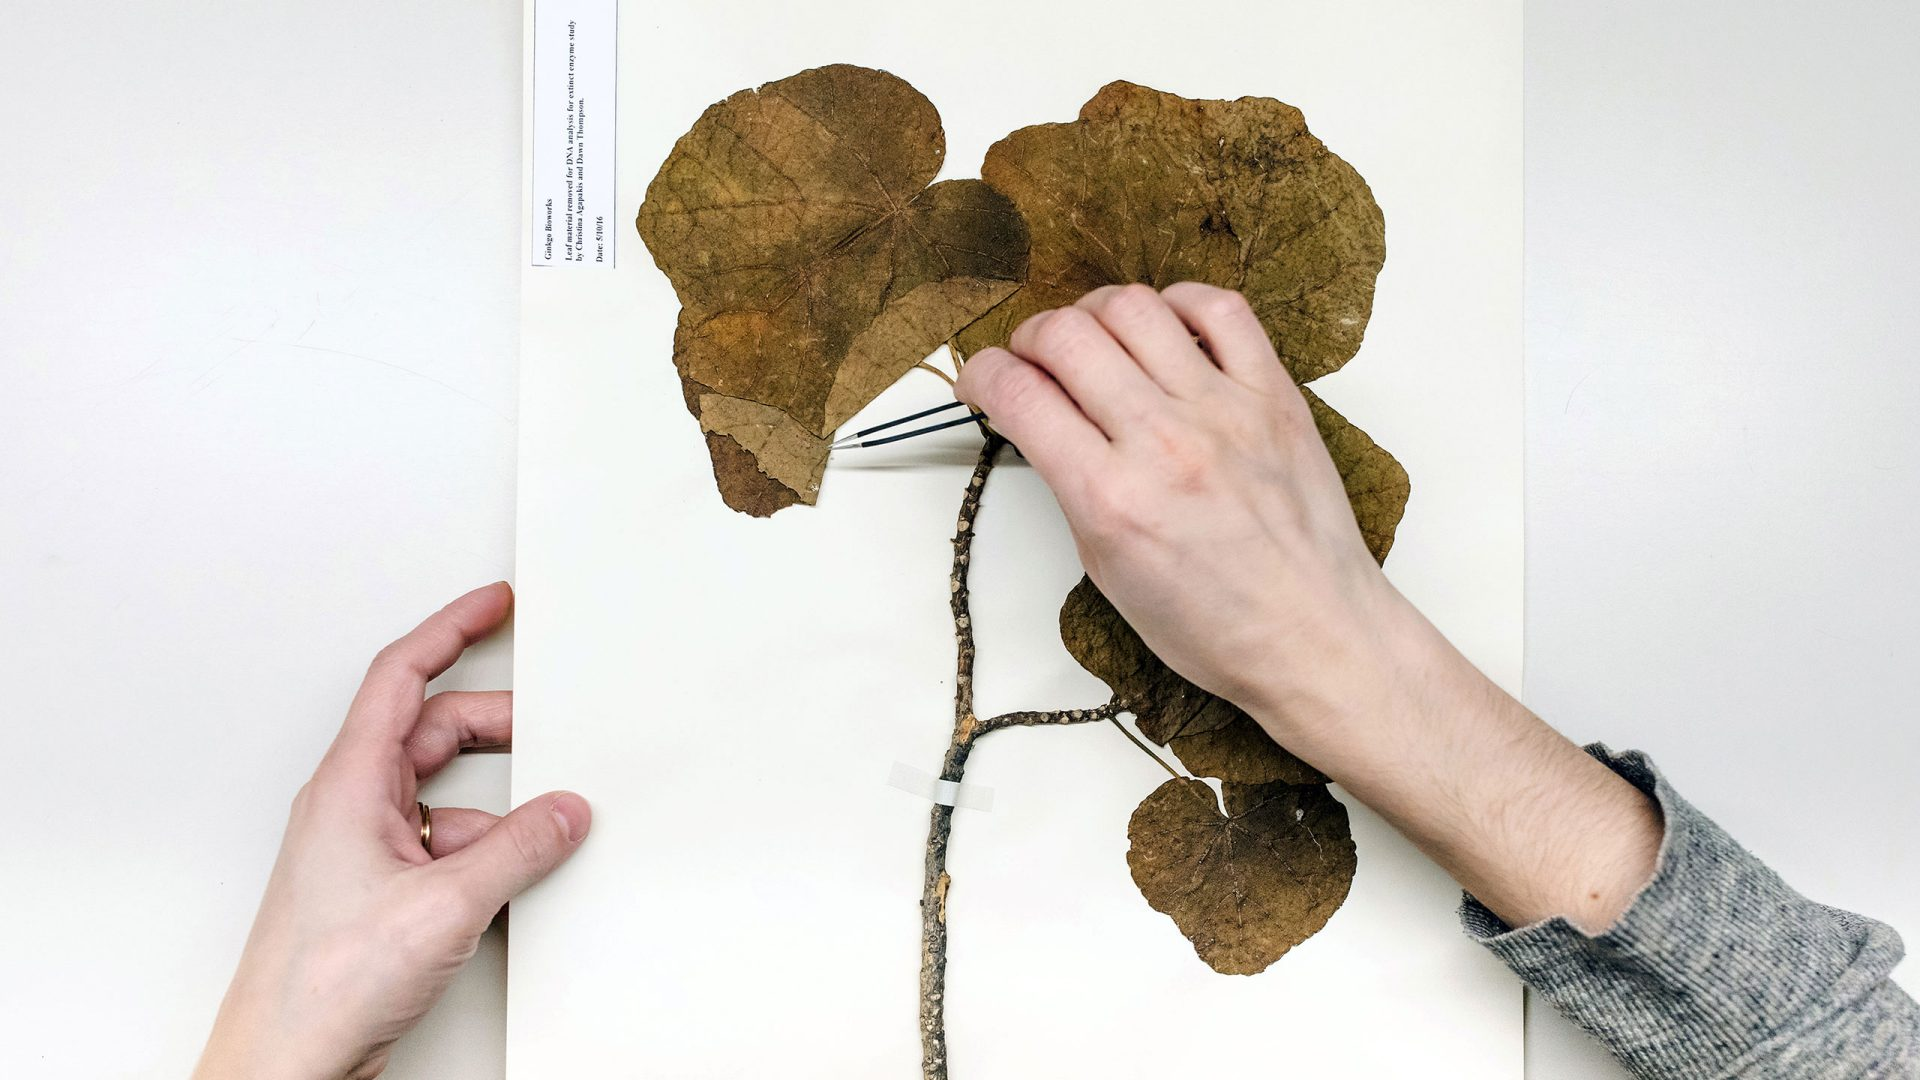 Ginkgo Bioworks
Leaf material removed for DNA analysis for extinct enzyme study
by Christina Agapakis and Dawn Thompson.
Date: 5/10/16